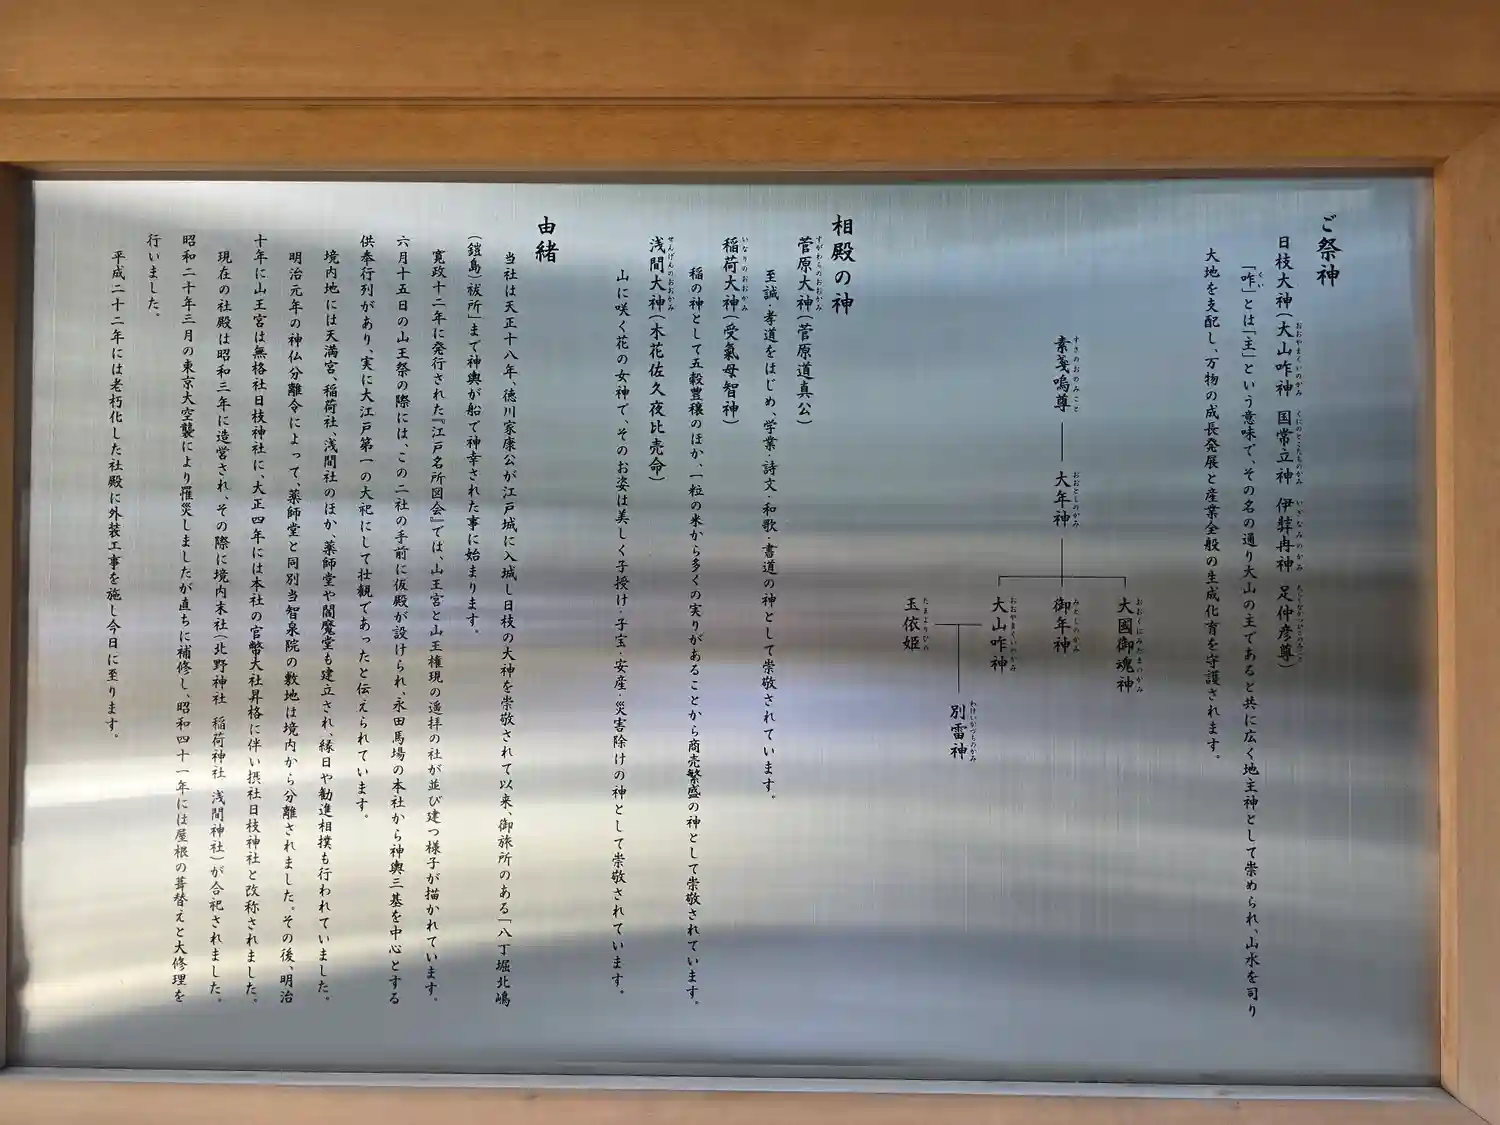 ご祭神
日枝大神(大山咋神　国常立神　伊弉冉神　足仲彦尊)
「咋」とは「主」という意味で、その名の通り大山の主であると共に広く地主神として崇められ、山水を司り
大地を支配し、万物の成長発展と産業全般の生成化育を守護されます。
素戔嗚尊
大年神
大國御魂神
御年神
大山咋神
玉依姫
別雷神
相殿の神
菅原大神(菅原道真公)
至誠・孝道をはじめ、学業・詩文・和歌・書道の神として崇敬されています。
稲荷大神(受氣母智神)
稲の神として五穀豊穣のほか、一粒の米から多くの実りがあることから商売繁盛の神として崇敬されています。
浅間大神(木花佐久夜比売命)
山に咲く花の女神で、そのお姿は美しく子授け・子宝・安産・災害除けの神として崇敬されています。
由緒
当社は天正十八年、徳川家康公が江戸城に入城し日枝の大神を崇敬されて以来、御旅所のある「八丁堀北嶋
(鎧島)祓所」まで神輿が船で神幸された事に始まります。
寛政十二年に発行された『江戸名所図会』では、山王宮と山王権現の遥拝の社が並び建つ様子が描かれています。
六月十五日の山王祭の際には、この二社の手前に仮殿が設けられ、永田馬場の本社から神輿三基を中心とする
供奉行列があり、実に大江戸第一の大祀にして壮観であったと伝えられています。
境内地には天満宮、稲荷社、浅間社のほか、薬師堂や閻魔堂も建立され、縁日や勧進相撲も行われていました。
明治元年の神仏分離令によって、薬師堂と同別当智泉院の敷地は境内から分離されました。その後、明治
十年に山王宮は無格社日枝神社に、大正四年には本社の官幣大社昇格に伴い摂社日枝神社と改称されました。
現在の社殿は昭和三年に造営され、その際に境内末社(北野神社　稲荷神社　浅間神社)が合祀されました。
昭和二十年三月の東京大空襲により罹災しましたが直ちに補修し、昭和四十一年には屋根の葺替えと大修理を
行いました。
平成二十二年には老朽化した社殿に外装工事を施し今日に至ります。